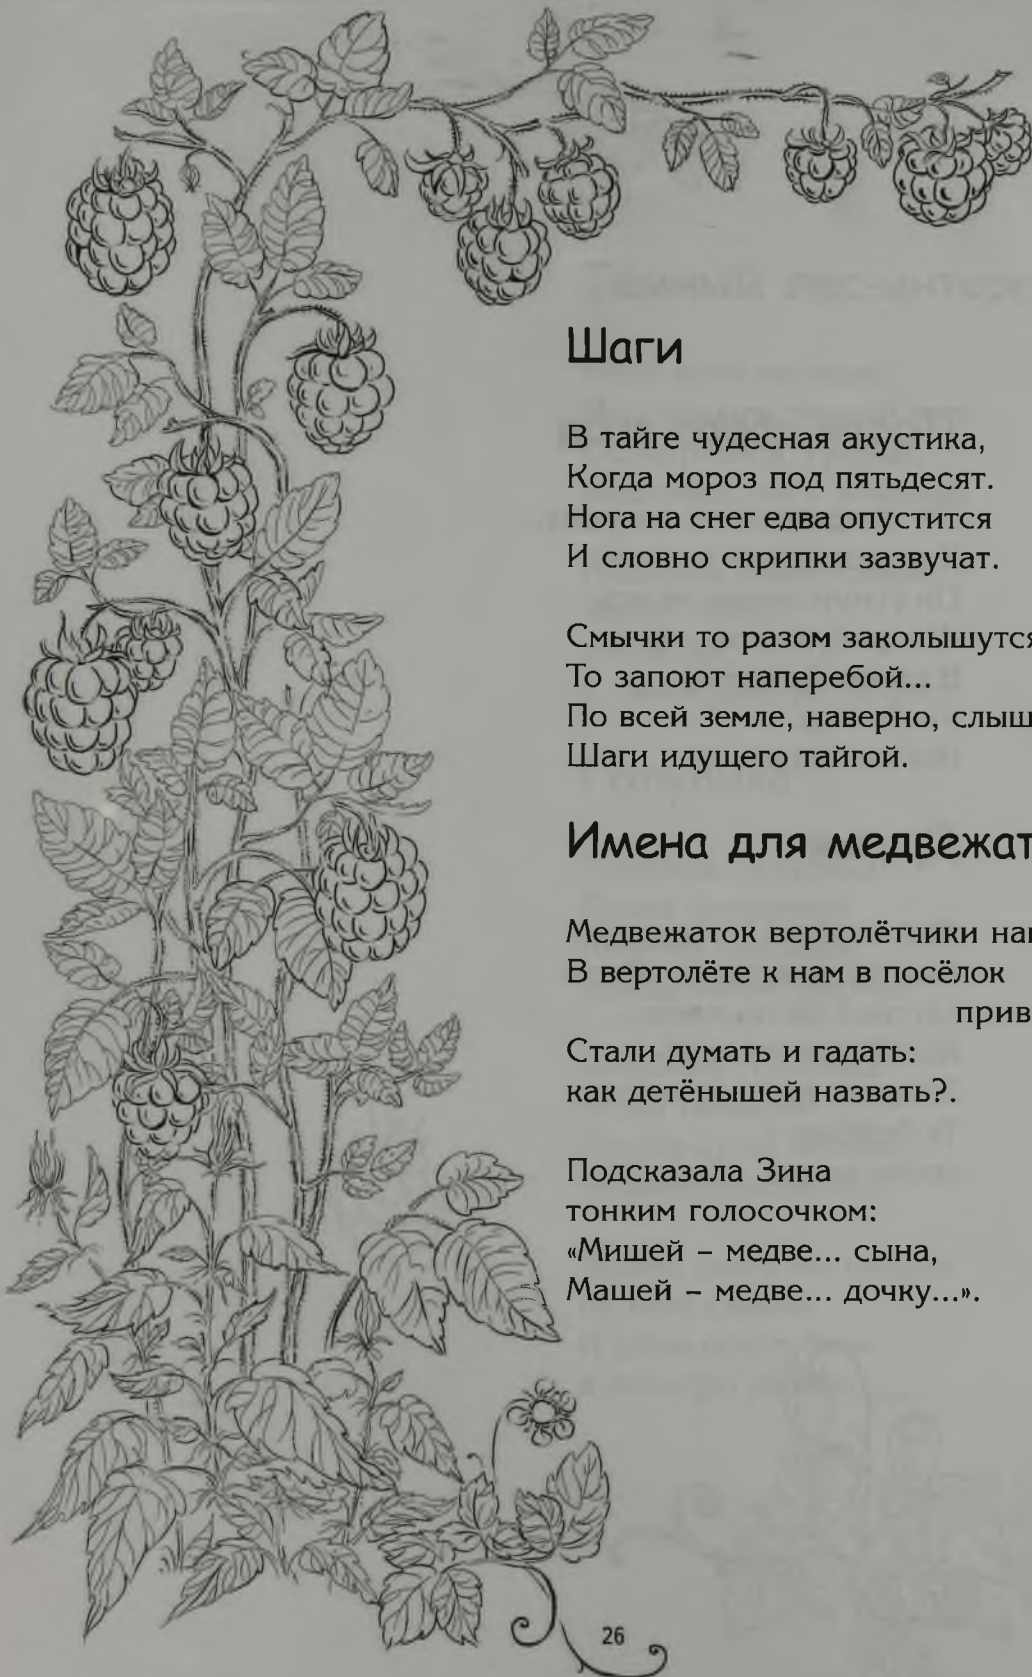 Шаги
В тайге чудесная акустика,
Когда мороз под пятьдесят.
Нога на снег едва опустится
И словно скрипки зазвучат.
Смычки то разом заколышутся
То запоют наперебой...
По всей земле, наверно, слыш
Шаги идущего тайгой.
Имена для медвежат
Медвежаток вертолётчики
В вертолёте к нам в посёлок
прив
Стали думать и гадать:
как детёнышей назвать?.
Подсказала Зина
тонким голосочком:
«Мишей – медве... сына,
Машей – медве... дочку...».
26